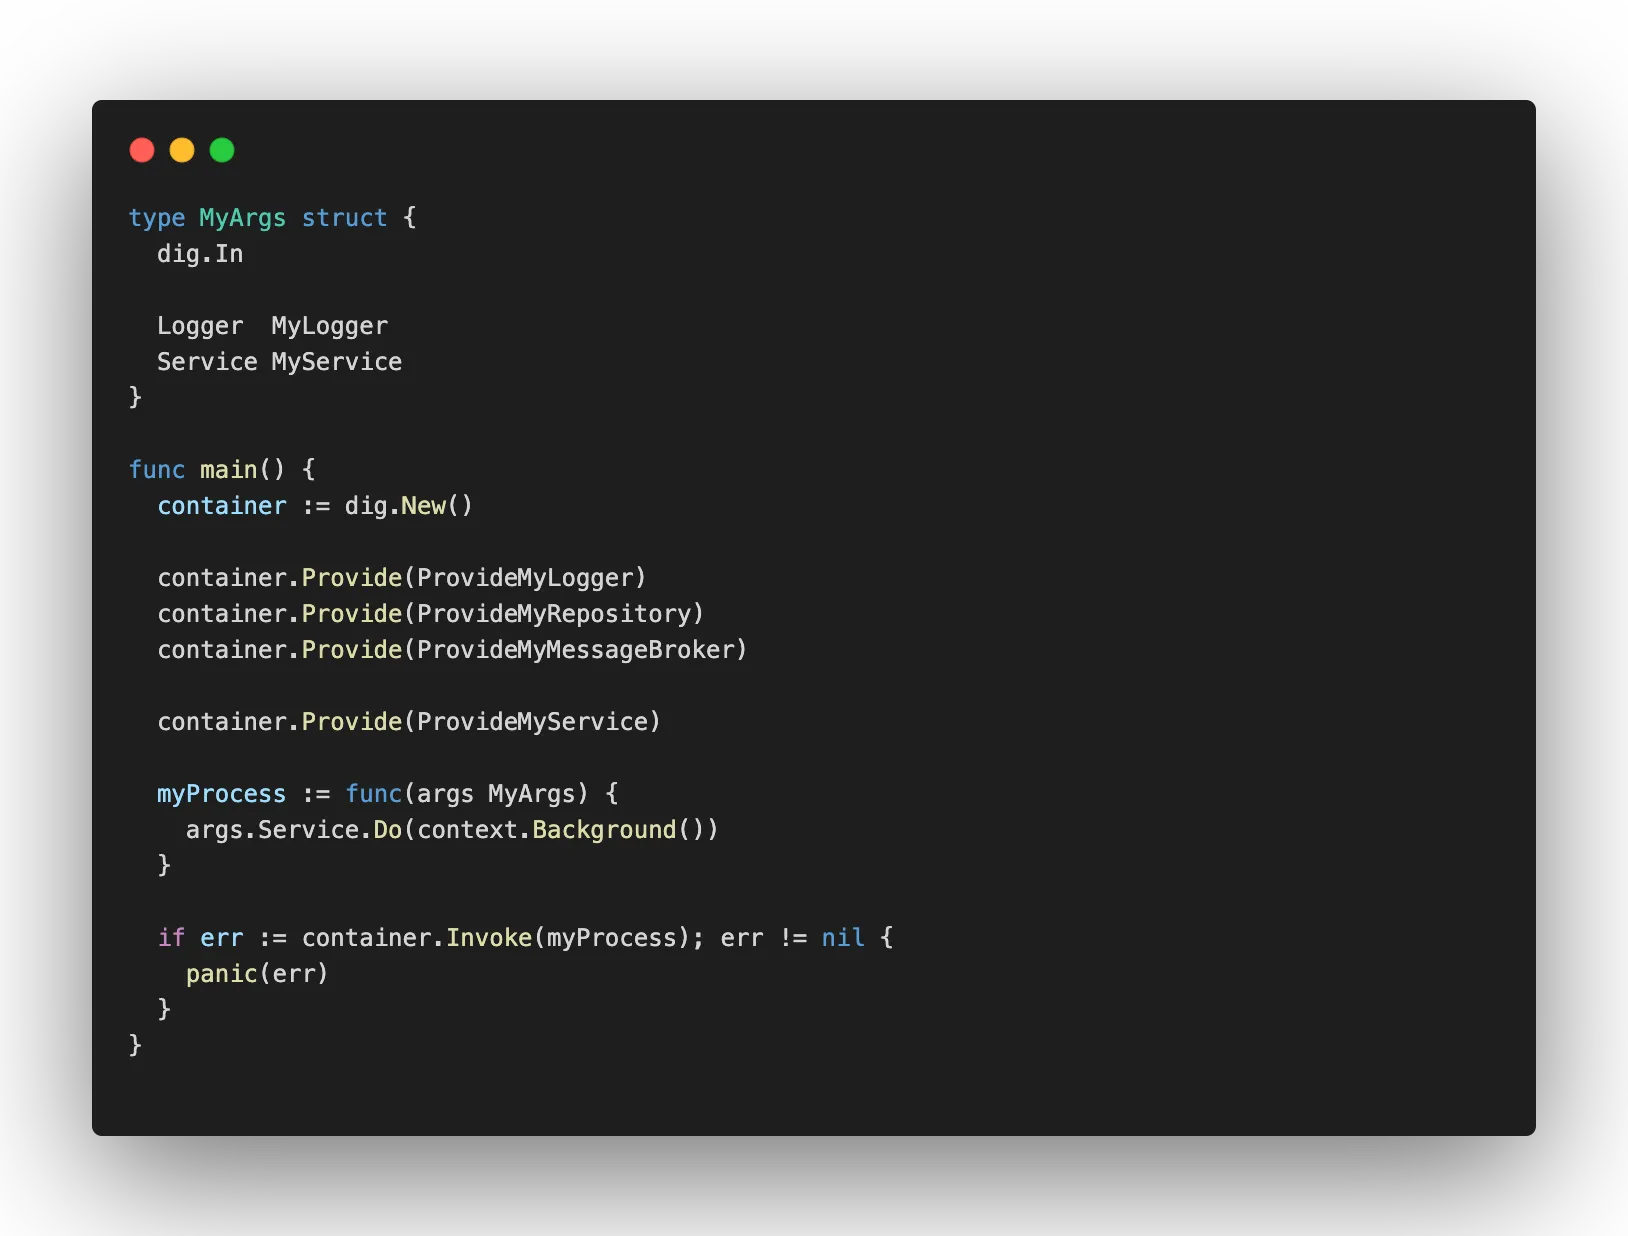 type MyArgs struct {
  dig.In

  Logger  MyLogger
  Service MyService
}

func main() {
  container := dig.New()

  container.Provide(ProvideMyLogger)
  container.Provide(ProvideMyRepository)
  container.Provide(ProvideMyMessageBroker)

  container.Provide(ProvideMyService)

  myProcess := func(args MyArgs) {
    args.Service.Do(context.Background())
  }

  if err := container.Invoke(myProcess); err != nil {
    panic(err)
  }
}